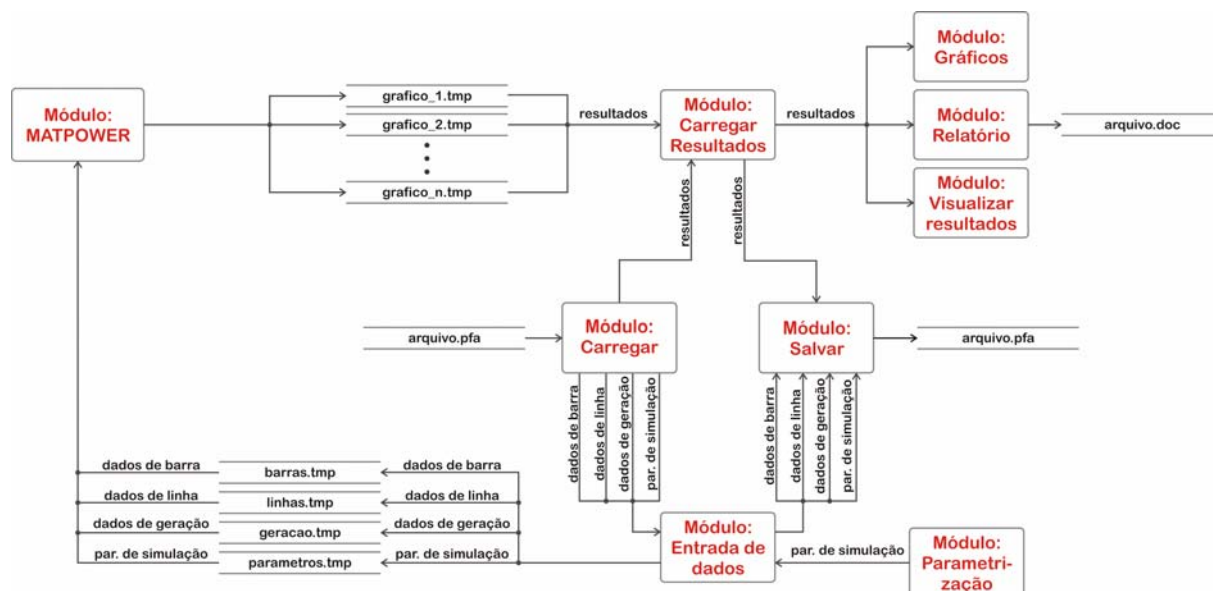 Módulo:
MATPOWER
grafico_1.tmp
grafico_2.tmp
grafico_n.tmp
resultados
Módulo:
Carregar
Resultados
resultados
Módulo:
Gráficos
Módulo:
Relatório
arquivo.doc
Módulo:
Visualizar
resultados
resultados
resultados
arquivo.pfa
Módulo:
Carregar
Módulo:
Salvar
arquivo.pfa
dados de barra
dados de linha
dados de geração
par. de simulação
dados de barra
dados de linha
dados de geração
par. de simulação
dados de barra
barras.tmp
dados de barra
dados de linha
linhas.tmp
dados de linha
dados de geração
geracao.tmp
dados de geração
par. de simulação
parametros.tmp
par. de simulação
Módulo:
Entrada de
dados
par. de simulação
Módulo:
Parametri-
zação